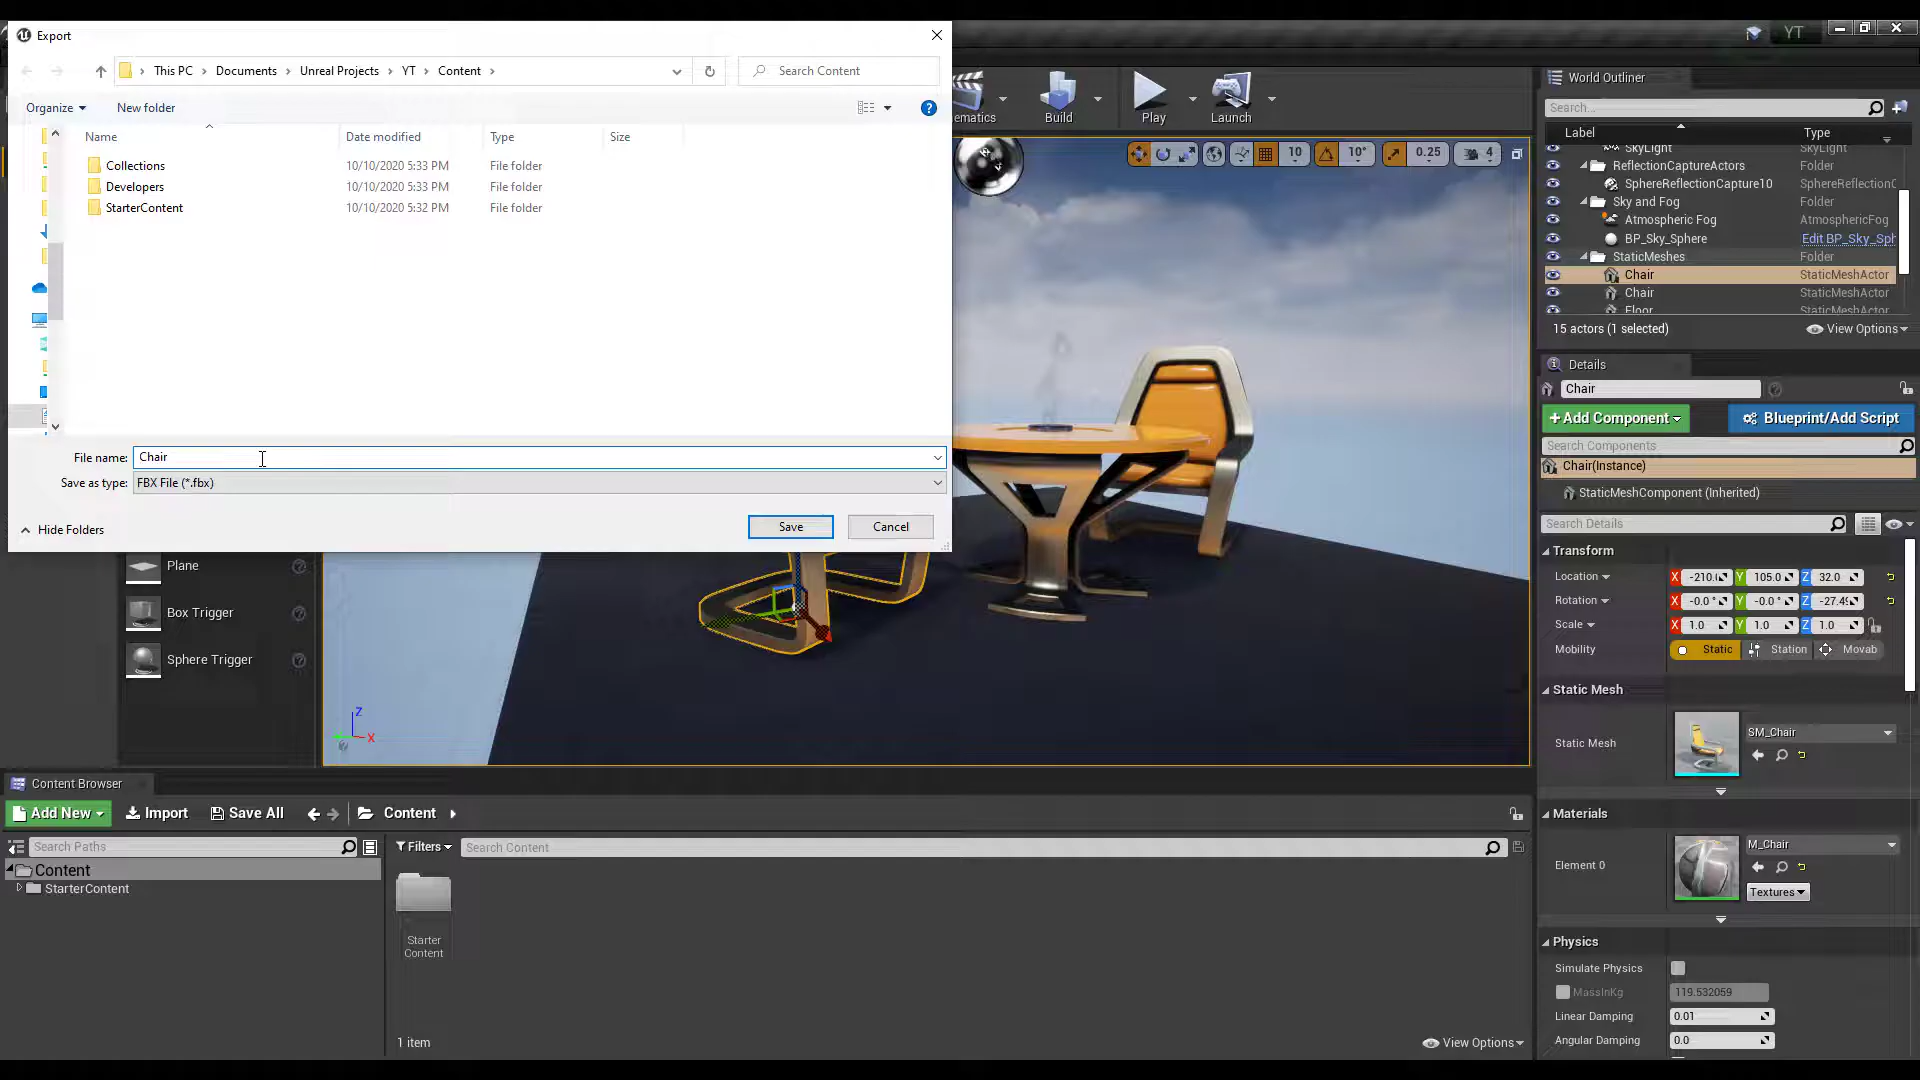 Export
This PC > Documents > Unreal Projects > YT > Content >
Search Content
Organize
New folder
Name
Date modified
Type
Size
Collections 10/10/2020 5:33 PM File folder
Developers 10/10/2020 5:33 PM File folder
StarterContent 10/10/2020 5:32 PM File folder
File name: Chair
Save as type: FBX File (*.fbx)
Hide Folders
Save
Cancel
YT
ematics
Build
Play
Launch
10
10°
0.25
4
World Outliner
Search...
Label Type
SkyLight SkyLight
ReflectionCaptureActors Folder
SphereReflectionCapture10 SphereReflectionC
Sky and Fog Folder
Atmospheric Fog AtmosphericFog
BP_Sky_Sphere Edit BP_Sky_Sph
StaticMeshes Folder
Chair StaticMeshActor
Chair StaticMeshActor
Floor StaticMeshActor
15 actors (1 selected)
View Options
Details
Chair
+Add Component
Blueprint/Add Script
Search Components
Chair(Instance)
StaticMeshComponent (Inherited)
Search Details
Transform
Location X -210.0 Y 105.0 Z 32.0
Rotation X -0.0° Y -0.0° Z -27.49
Scale X 1.0 Y 1.0 Z 1.0
Mobility Static Station Movab
Static Mesh
Static Mesh
SM_Chair
Materials
Element 0
M_Chair
Textures
Physics
Simulate Physics
MassInKg 119.532059
Linear Damping 0.01
Angular Damping 0.0
Plane
Box Trigger
Sphere Trigger
Z
X
Content Browser
Add New
Import
Save All
Content
Search Paths
Filters
Search Content
Content
StarterContent
Starter
Content
1 item
View Options